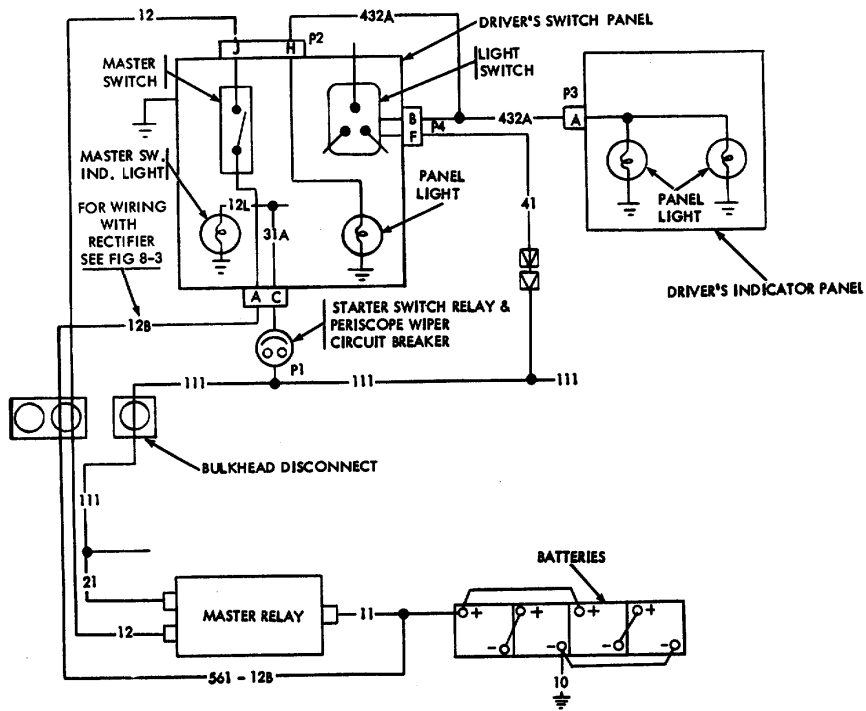 12
432A
DRIVER'S SWITCH PANEL
J
H
P2
LIGHT
SWITCH
MASTER
SWITCH
P3
B
432A
A
F
P4
MASTER SW.
IND. LIGHT
PANEL
LIGHT
PANEL
LIGHT
12L
41
FOR WIRING
WITH
RECTIFIER
SEE FIG 8-3
31A
DRIVER'S INDICATOR PANEL
A C
STARTER SWITCH RELAY &
PERISCOPE WIPER
CIRCUIT BREAKER
12B
P1
111
111
111
BULKHEAD DISCONNECT
111
BATTERIES
21
MASTER RELAY
11
+
+
+
+
12
-
-
-
-
561 - 12B
10